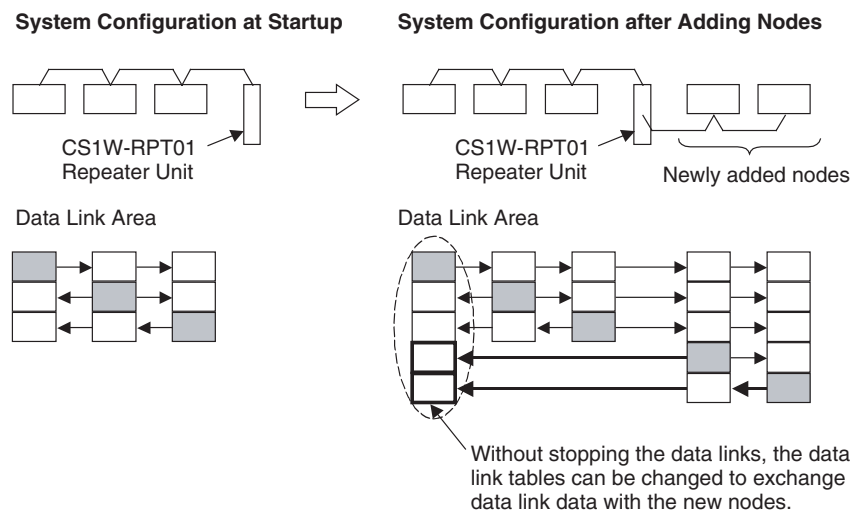 System Configuration at Startup
System Configuration after Adding Nodes
CS1W-RPT01
Repeater Unit
CS1W-RPT01
Repeater Unit
Newly added nodes
Data Link Area
Data Link Area
Without stopping the data links, the data
link tables can be changed to exchange
data link data with the new nodes.